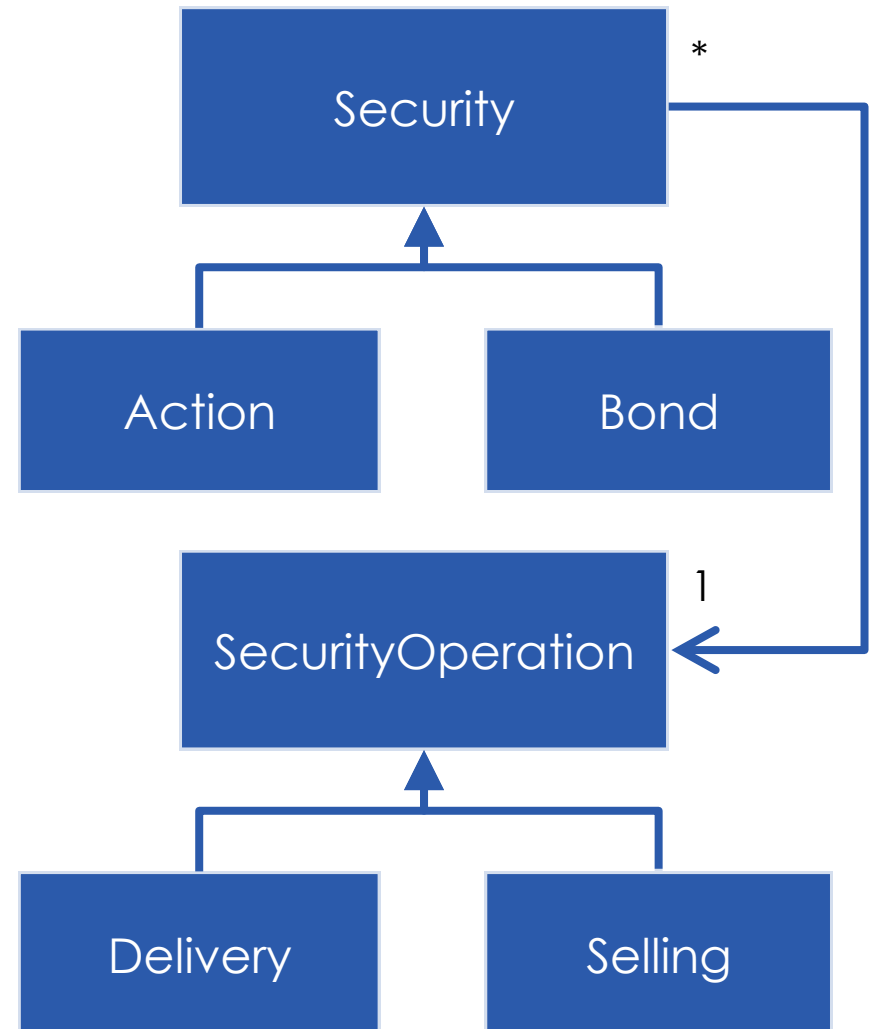 Security
*
Action
Bond
SecurityOperation
1
Delivery
Selling